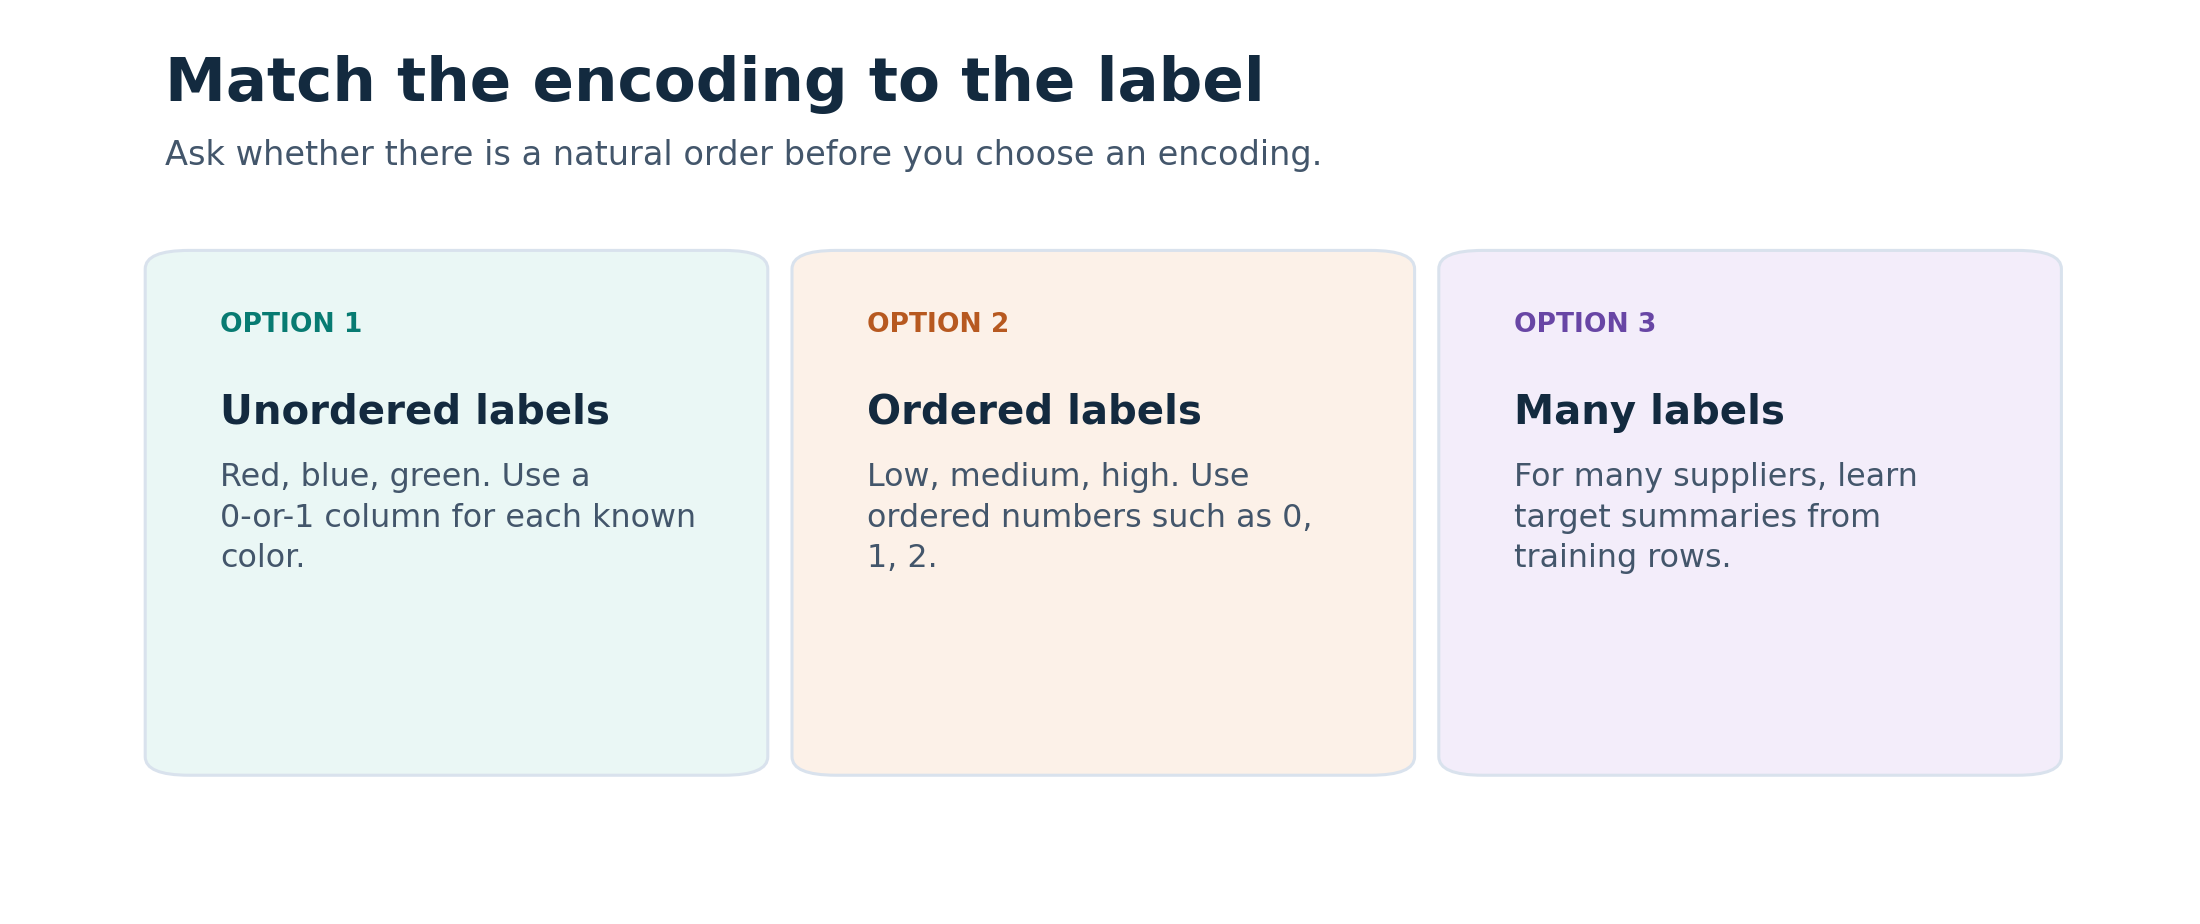 Match the encoding to the label
Ask whether there is a natural order before you choose an encoding.
OPTION 1
Unordered labels
Red, blue, green. Use a
0-or-1 column for each known
color.
OPTION 2
Ordered labels
Low, medium, high. Use
ordered numbers such as 0,
1, 2.
OPTION 3
Many labels
For many suppliers, learn
target summaries from
training rows.